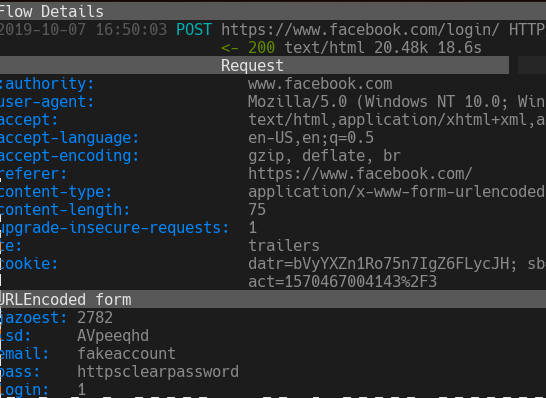 Flow Details
2019-10-07 16:50:03 POST https://www.facebook.com/login/ HTTP
<- 200 text/html 20.48k 18.6s
Request
:authority: www.facebook.com
user-agent: Mozilla/5.0 (Windows NT 10.0; Win
accept: text/html,application/xhtml+xml,a
accept-language: en-US,en;q=0.5
accept-encoding: gzip, deflate, br
referer: https://www.facebook.com/
content-type: application/x-www-form-urlencoded
content-length: 75
upgrade-insecure-requests: 1
te: trailers
cookie: datr=bVyYXZn1Ro75n7IgZ6FLycJH; sb
act=1570467004143%2F3
URLEncoded form
jazoest: 2782
lsd: AVpeeqhd
email: fakeaccount
pass: httpsclearpassword
login: 1